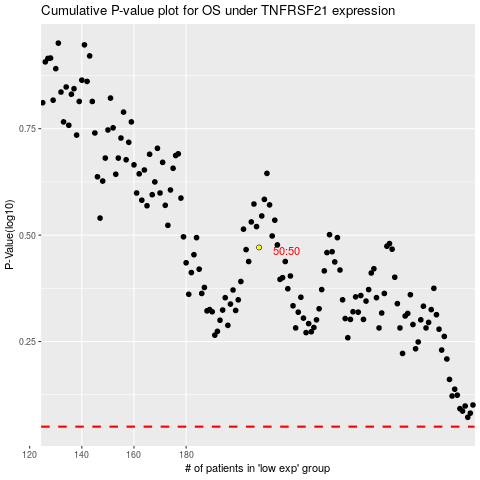 Cumulative P-value plot for OS under TNFRSF21 expression
P-Value(log10)
0.75
0.50
0.25
50:50
120 140 160 180
# of patients in 'low exp' group